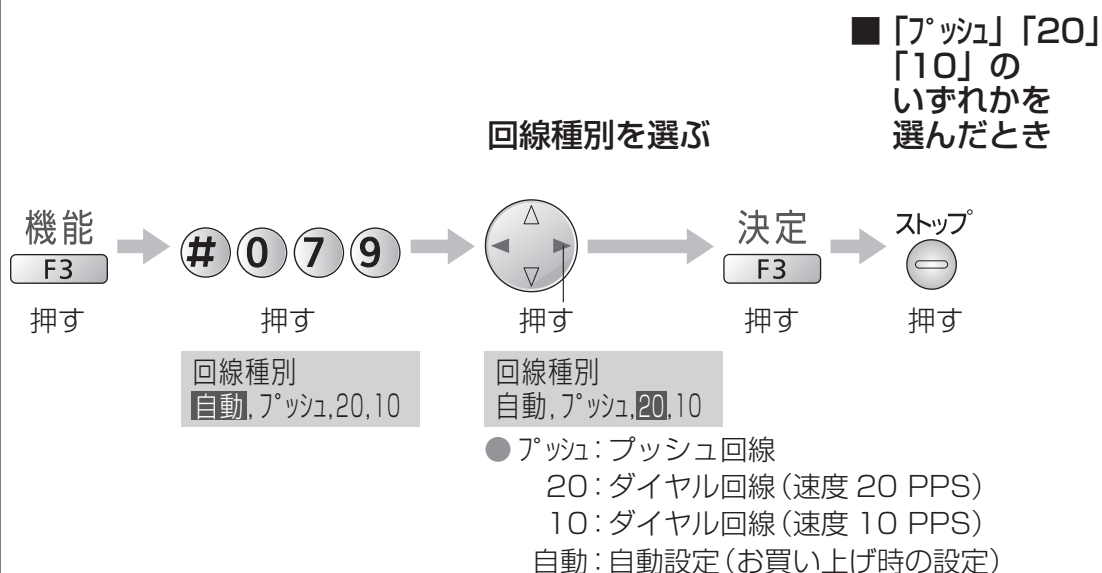 ■「ﾌﾟｯｼｭ」「20」
「10」の
いずれかを
選んだとき
回線種別を選ぶ
機能
F3
押す
# 0 7 9
押す
回線種別
自動,ﾌﾟｯｼｭ,20,10
押す
回線種別
自動,ﾌﾟｯｼｭ,20,10
決定
F3
押す
ストップ
押す
●ﾌﾟｯｼｭ:プッシュ回線
20:ダイヤル回線(速度 20 PPS)
10:ダイヤル回線(速度 10 PPS)
自動:自動設定(お買い上げ時の設定)